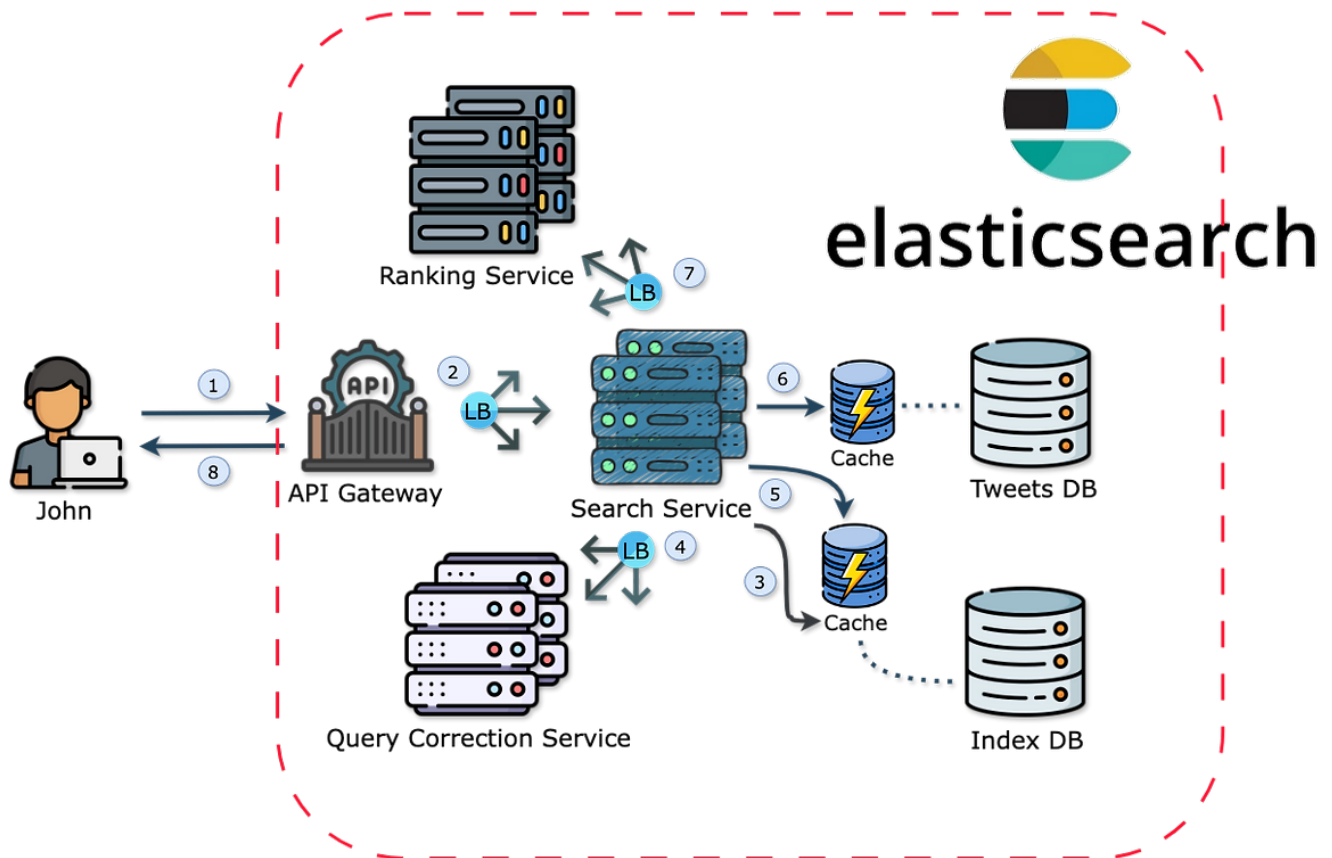 elasticsearch
Ranking Service
LB
7
1
2
API
LB
6
8
Cache
API Gateway
Search Service
5
Tweets DB
John
LB
4
3
Cache
Query Correction Service
Index DB